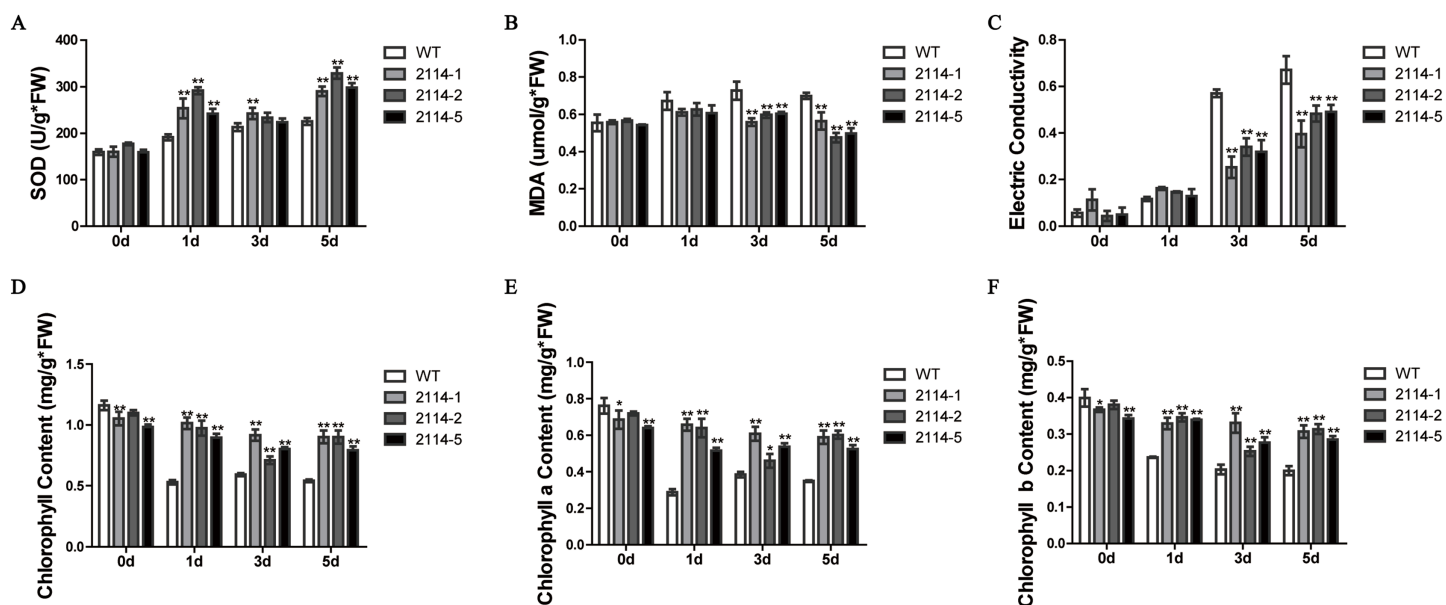 A
SOD (U/g*FW)
400
300
200
100
0
** ** **
**
** ** **
0d 1d 3d 5d
WT
2114-1
2114-2
2114-5
B
MDA (umol/g*FW)
1.0
0.8
0.6
0.4
0.2
0.0
** ** **
** ** **
0d 1d 3d 5d
WT
2114-1
2114-2
2114-5
C
Electric Conductivity
0.8
0.6
0.4
0.2
0.0
** ** **
** ** **
0d 1d 3d 5d
WT
2114-1
2114-2
2114-5
D
Chlorophyll Content (mg/g*FW)
1.5
1.0
0.5
0.0
** **
** ** **
** ** **
** ** **
0d 1d 3d 5d
WT
2114-1
2114-2
2114-5
E
Chlorophyll a Content (mg/g*FW)
1.0
0.8
0.6
0.4
0.2
0.0
* **
** ** **
** * **
** ** **
0d 1d 3d 5d
WT
2114-1
2114-2
2114-5
F
Chlorophyll b Content (mg/g*FW)
0.5
0.4
0.3
0.2
0.1
0.0
* **
** ** **
** ** **
** ** **
0d 1d 3d 5d
WT
2114-1
2114-2
2114-5